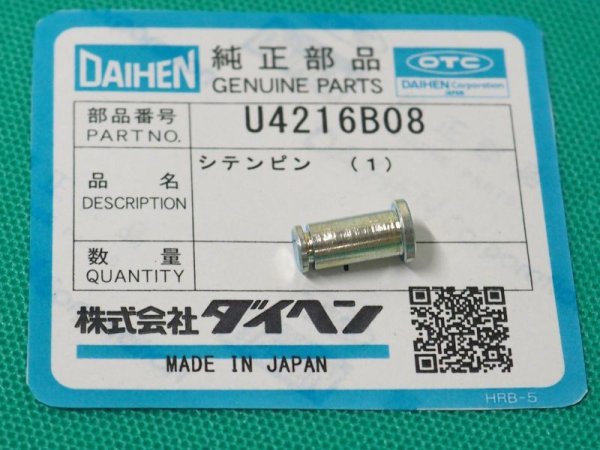 DAIHEN 純正部品 OTC
GENUINE PARTS DAIHEN Corporation
JAPAN
部品番号 U4216B08
PART NO.
シテンピン (1)
品名
DESCRIPTION
数量
QUANTITY
株式会社ダイヘン
MADE IN JAPAN
HRB-5